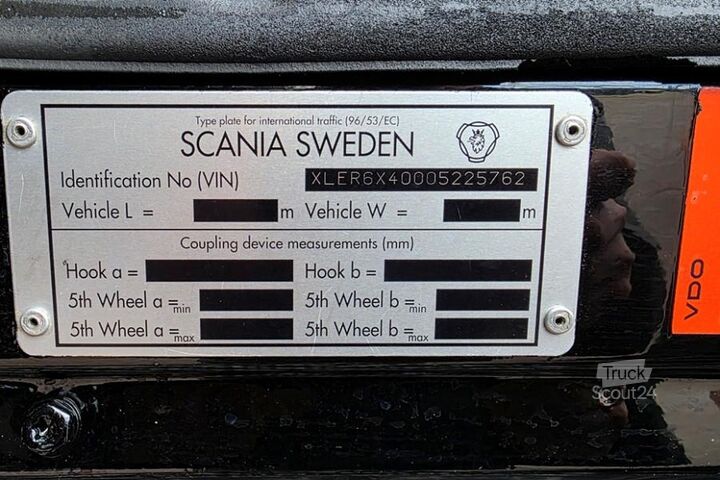 Type plate for international traffic (96/53/EC)
SCANIA SWEDEN
Identification No (VIN) XLER6X40005225762
Vehicle L = m Vehicle W = m
Coupling device measurements (mm)
Hook a = Hook b =
5th Wheel a =min 5th Wheel b =min
5th Wheel a =max 5th Wheel b =max
VDO
Truck
Scout24